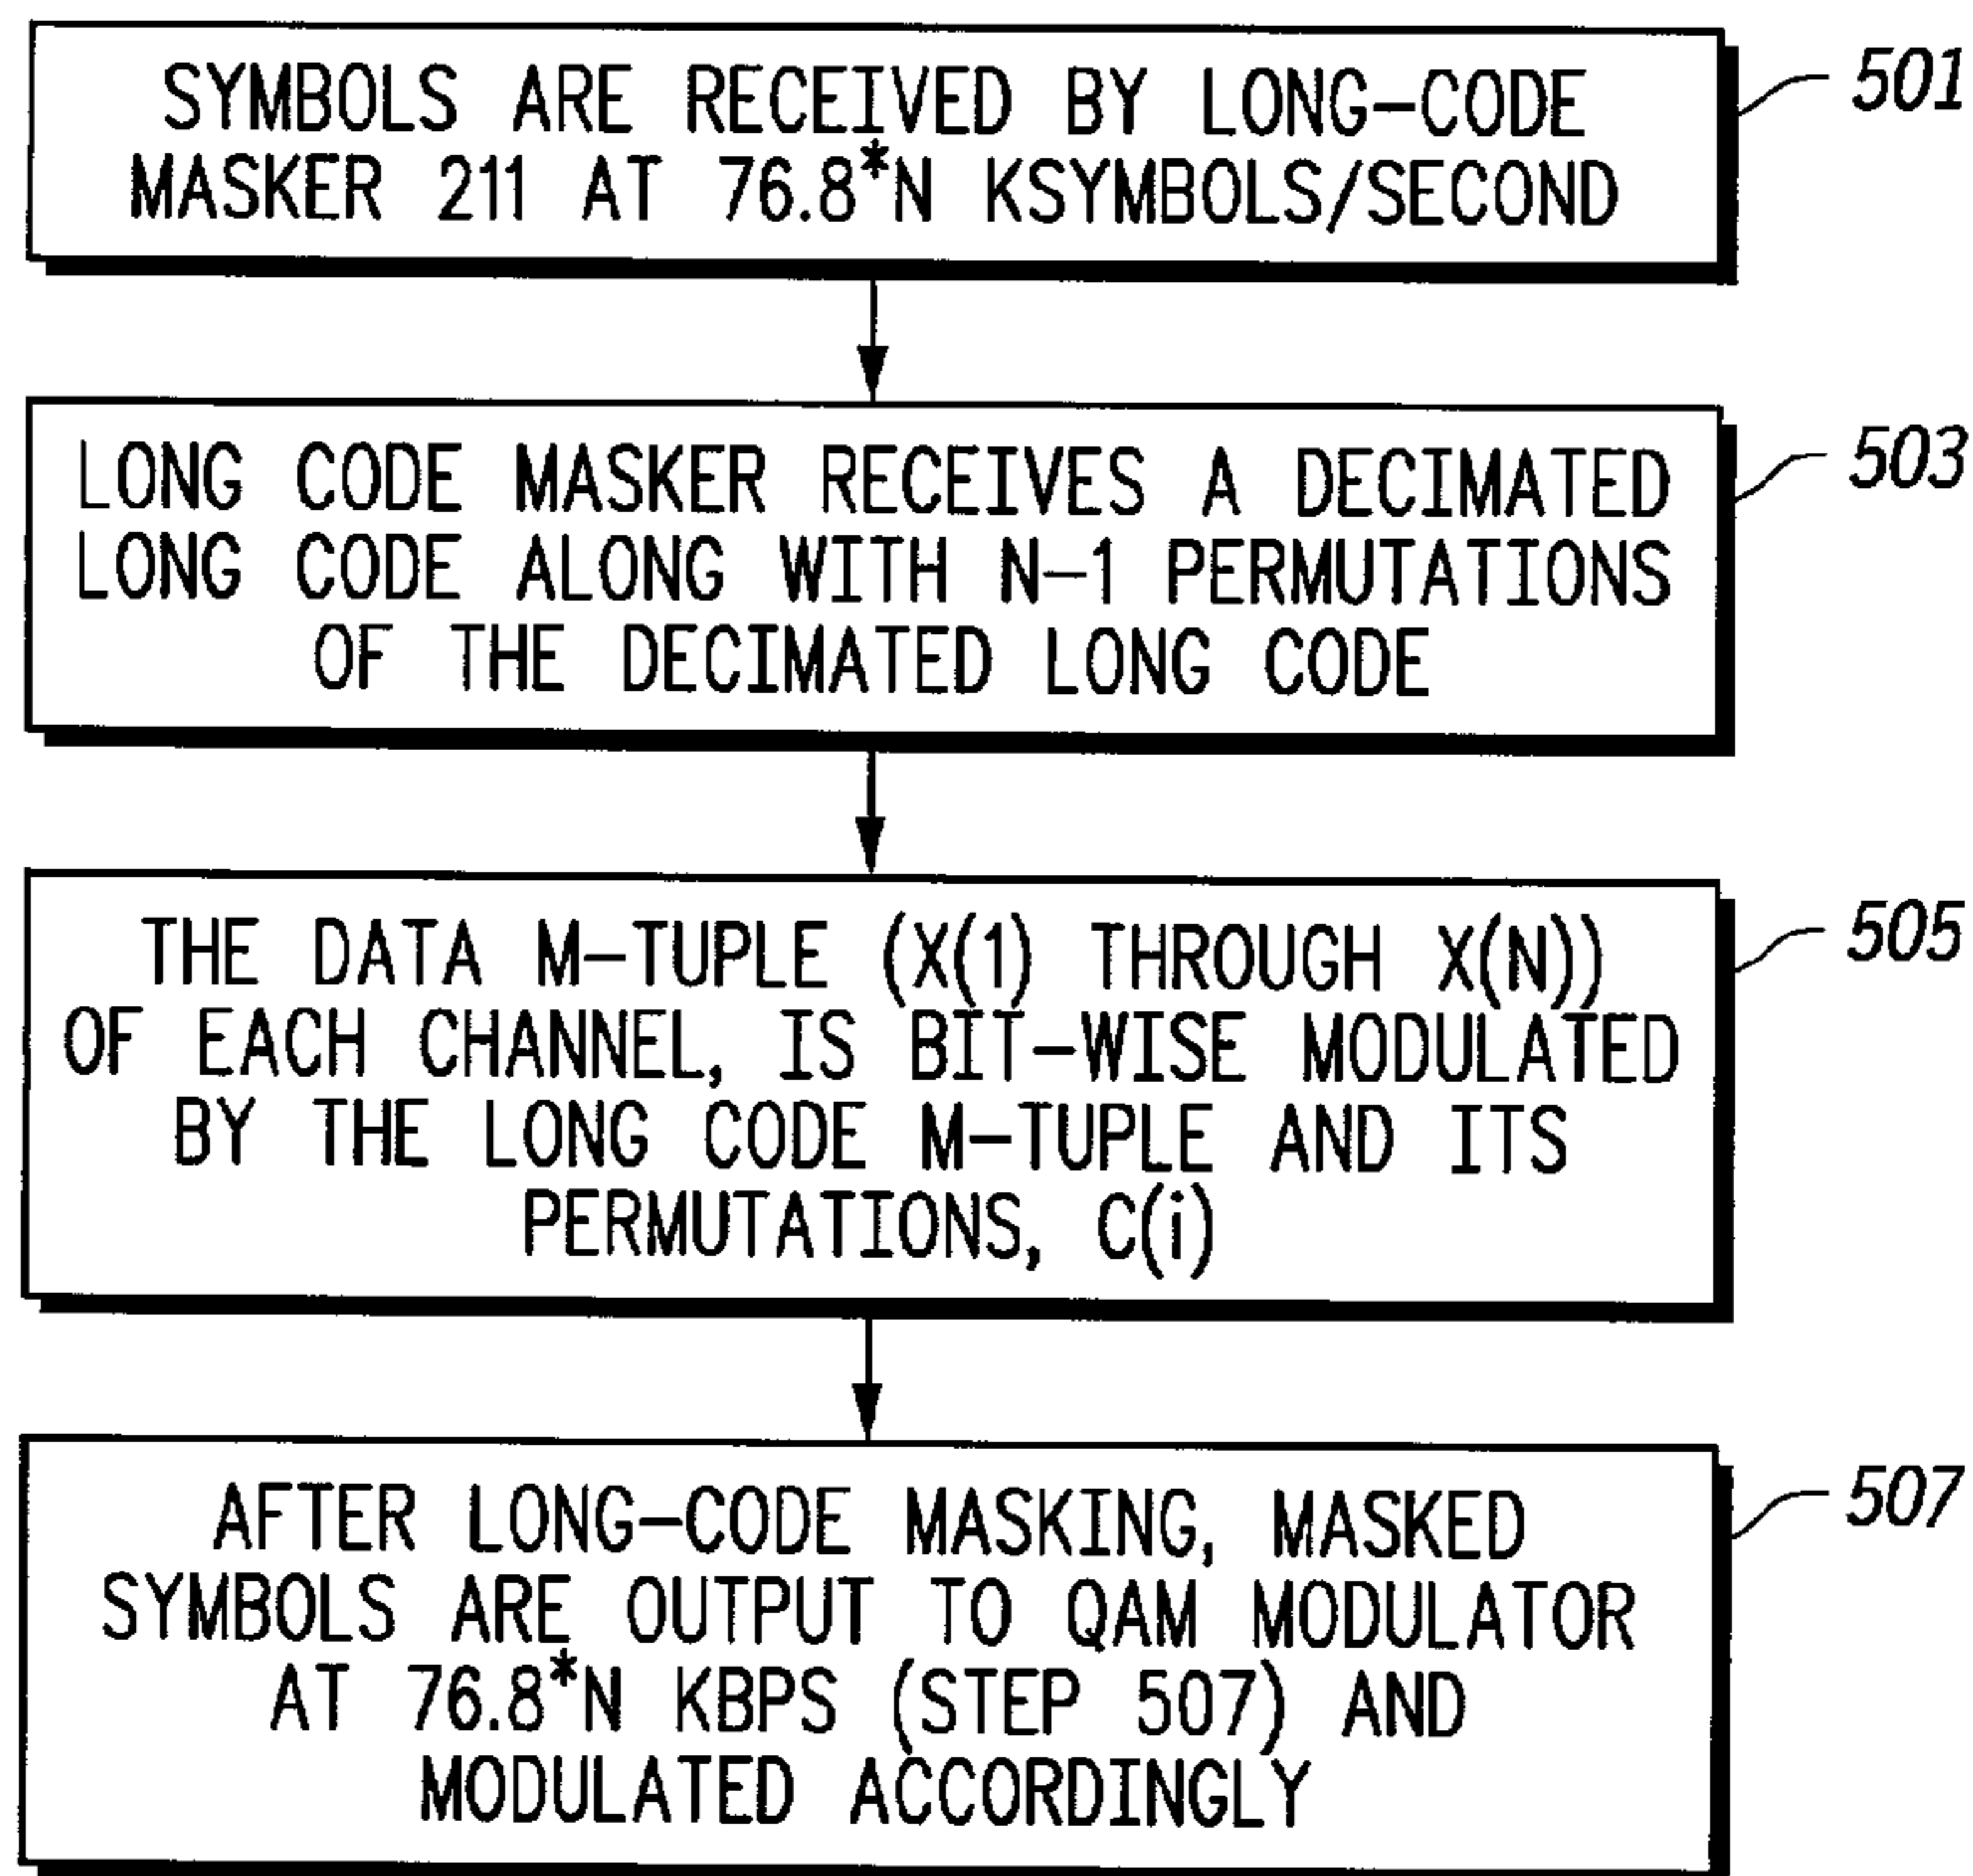 SYMBOLS ARE RECEIVED BY LONG-CODE
MASKER 211 AT 76.8*N KSYMBOLS/SECOND
501
LONG CODE MASKER RECEIVES A DECIMATED
LONG CODE ALONG WITH N-1 PERMUTATIONS
OF THE DECIMATED LONG CODE
503
THE DATA M-TUPLE (X(1) THROUGH X(N))
OF EACH CHANNEL, IS BIT-WISE MODULATED
BY THE LONG CODE M-TUPLE AND ITS
PERMUTATIONS, C(i)
505
AFTER LONG-CODE MASKING, MASKED
SYMBOLS ARE OUTPUT TO QAM MODULATOR
AT 76.8*N KBPS (STEP 507) AND
MODULATED ACCORDINGLY
507